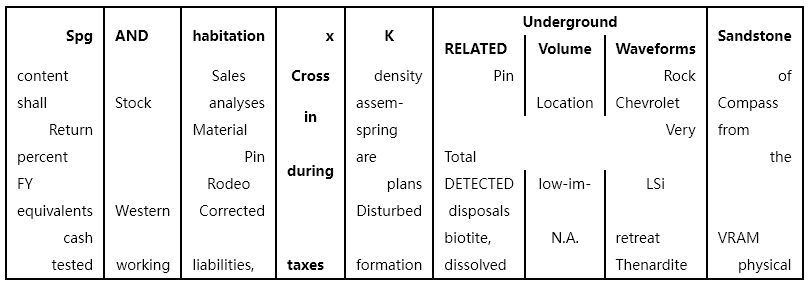 Underground
Spg AND habitation x K Sandstone
RELATED Volume Waveforms
content Sales Cross density Pin Rock of
shall Stock analyses assem- Location Chevrolet Compass
in
Return Material spring Very from
percent Pin are Total the
during
FY Rodeo plans DETECTED low-im- LSi
equivalents Western Corrected Disturbed disposals
cash biotite, N.A. retreat VRAM
tested working liabilities, taxes formation dissolved Thenardite physical